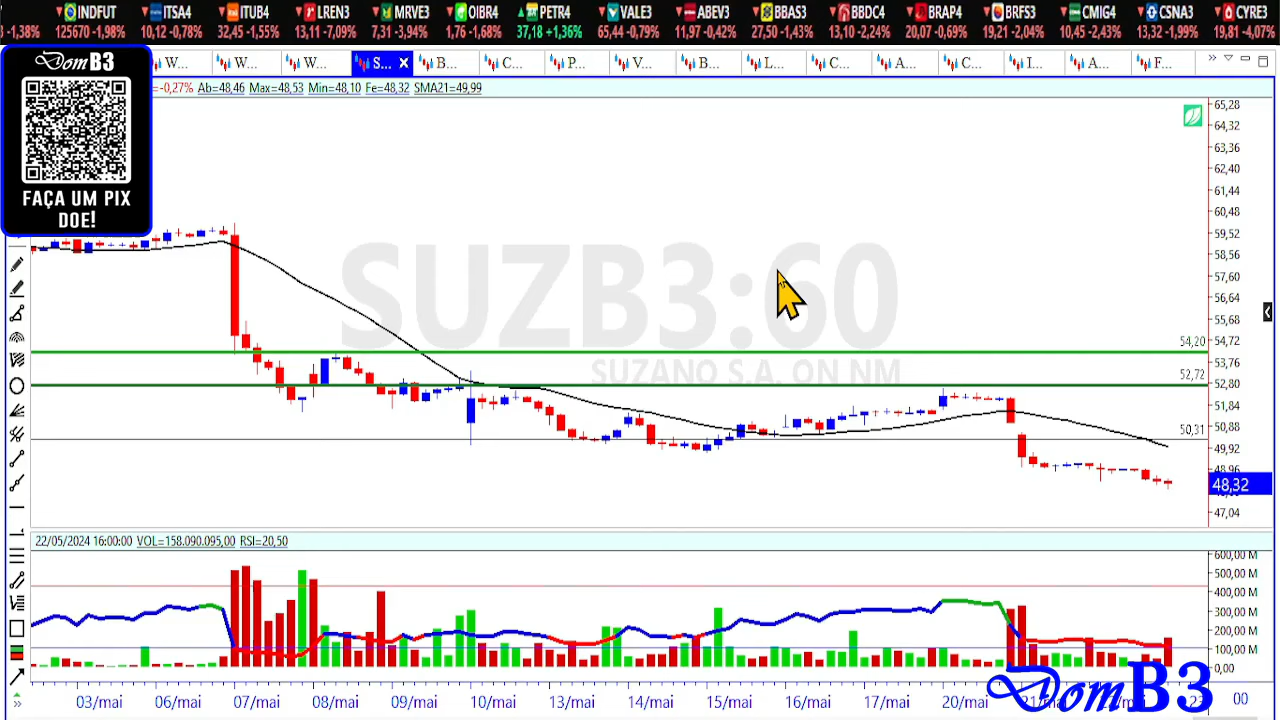 INDFUT ITSA4 ITUB4 LREN3 MRVE3 OIBR4 PETR4 VALE3 ABEV3 BBAS3 BBDC4 BRAP4 BRFS3 CMIG4 CSNA3 CYRE3
-1,38% 125670 -1,98% 10,12 -0,78% 32,45 -1,55% 13,11 -7,09% 7,31 -3,94% 1,76 -1,68% 37,18 +1,36% 65,44 -0,79% 11,97 -0,42% 27,50 -1,43% 13,10 -2,24% 20,07 -0,69% 19,21 -2,04% 10,45 -2,43% 13,32 -1,99% 19,81 -4,07%
DomB3
W... W... W... S... X B... C... P... V... B... L... C... A... C... I... A... F...
=-0,27% Ab=48,46 Max=48,53 Min=48,10 Fe=48,32 SMA21=49,99
FAÇA UM PIX
DOE!
SUZB3:60
SUZANO S.A. ON NM
65,28
64,32
63,36
62,40
61,44
60,48
59,52
58,56
57,60
56,64
55,68
54,72
54,20
53,76
52,72
52,80
51,84
50,88
50,31
49,92
48,96
48,32
47,04
22/05/2024 16:00:00 VOL=158.090.095,00 RSI=20,50
600,00 M
500,00 M
400,00 M
300,00 M
200,00 M
100,00 M
0,00
03/mai 06/mai 07/mai 08/mai 09/mai 10/mai 13/mai 14/mai 15/mai 16/mai 17/mai 20/mai 21/mai
00
DomB3